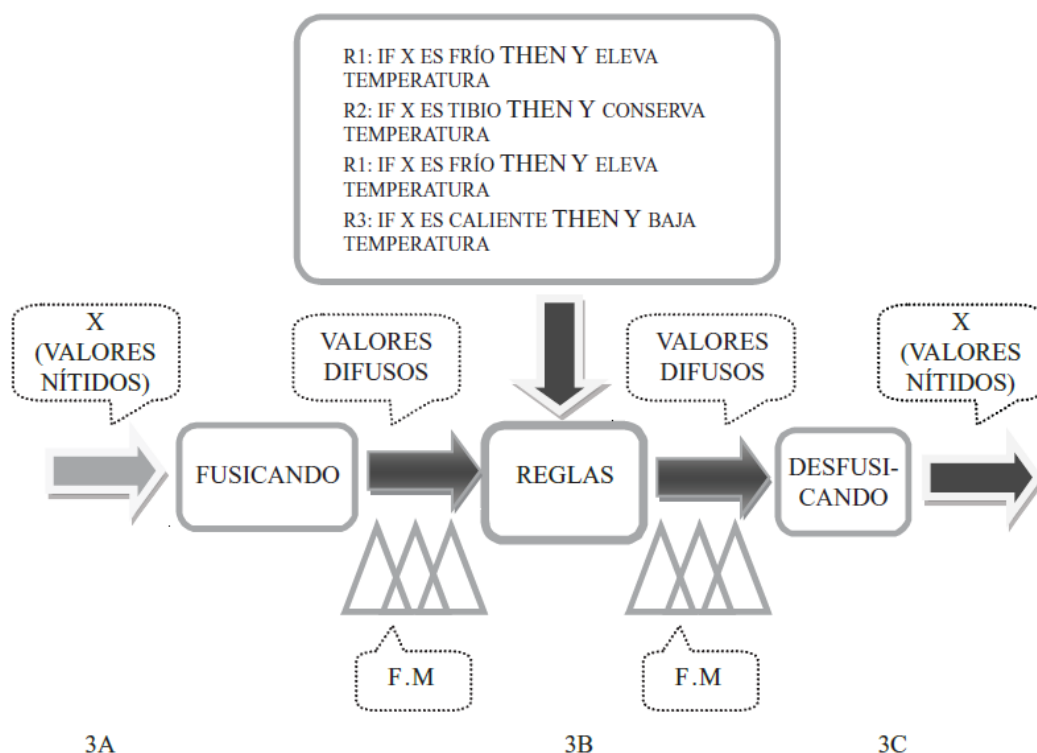 R1: IF X ES FRÍO THEN Y ELEVA
TEMPERATURA
R2: IF X ES TIBIO THEN Y CONSERVA
TEMPERATURA
R1: IF X ES FRÍO THEN Y ELEVA
TEMPERATURA
R3: IF X ES CALIENTE THEN Y BAJA
TEMPERATURA
X
(VALORES
NÍTIDOS)
VALORES
DIFUSOS
VALORES
DIFUSOS
X
(VALORES
NÍTIDOS)
FUSICANDO
REGLAS
DESFUSI-
CANDO
F.M
F.M
3A
3B
3C